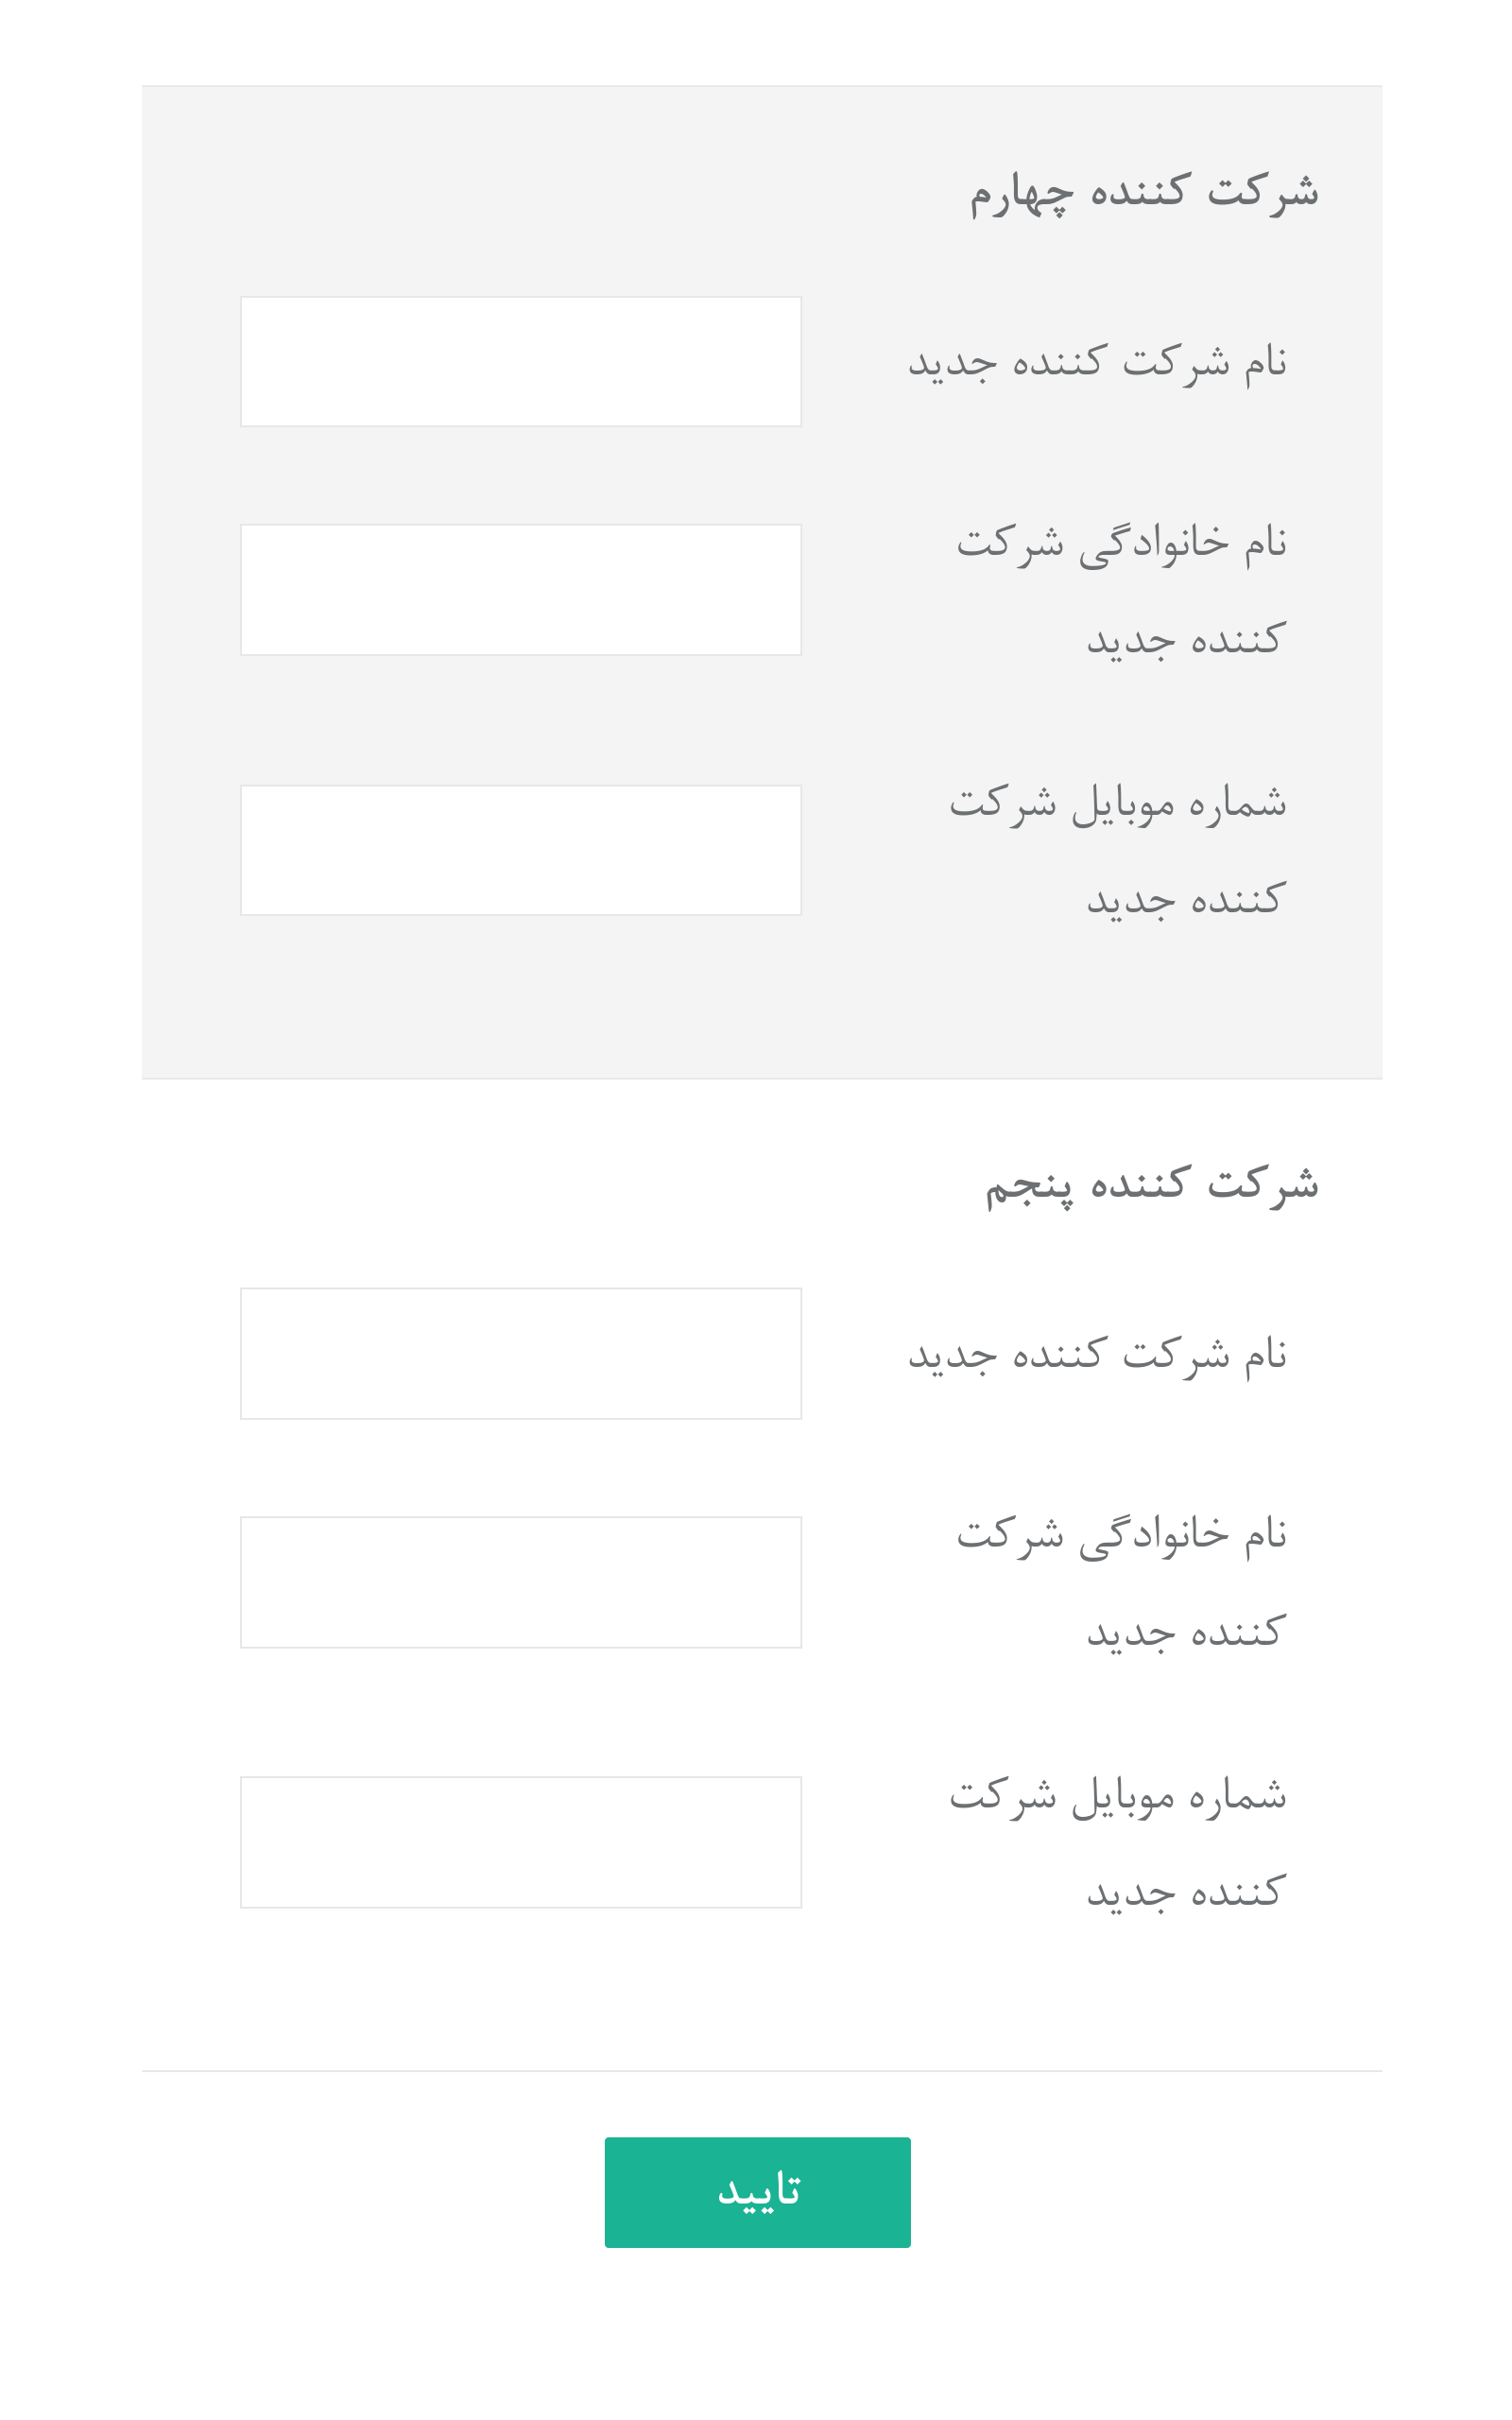 شرکت کننده چهارم
نام شرکت کننده جدید
نام خانوادگی شرکت
کننده جدید
شماره موبایل شرکت
کننده جدید
شرکت کننده پنجم
نام شرکت کننده جدید
نام خانوادگی شرکت
کننده جدید
شماره موبایل شرکت
کننده جدید
تایید